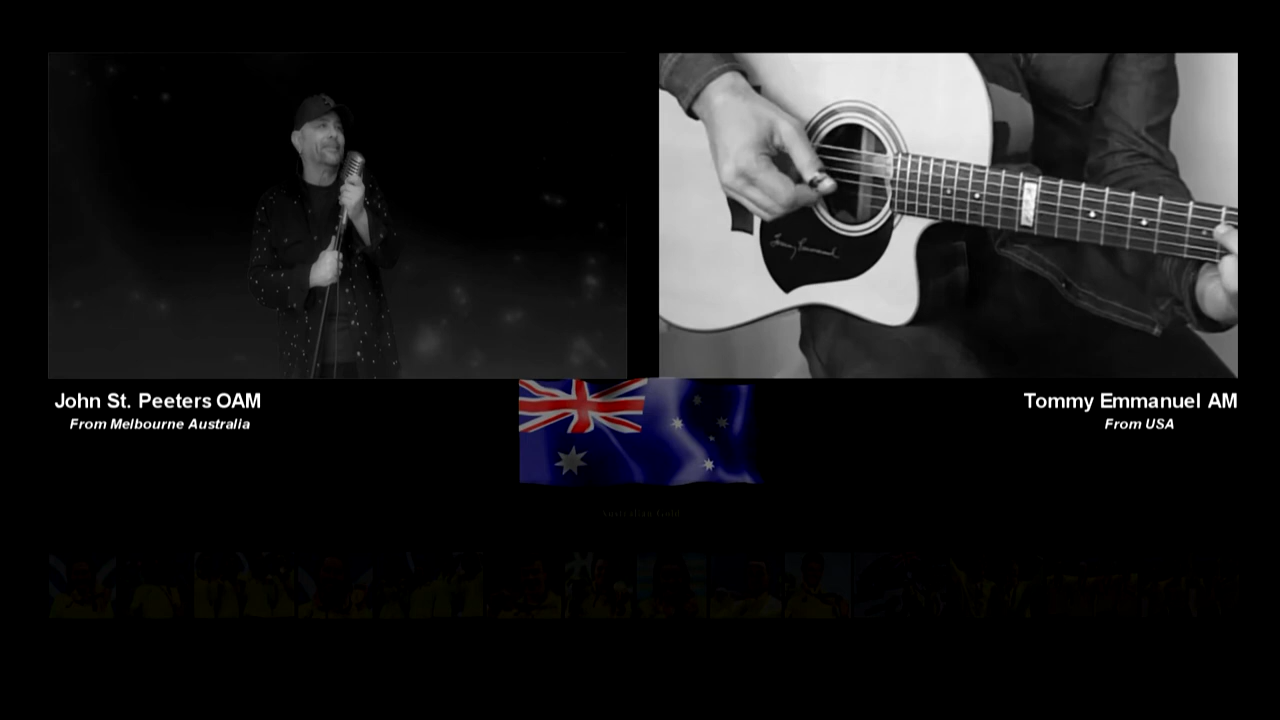 John St. Peeters OAM
From Melbourne Australia
Tommy Emmanuel AM
From USA